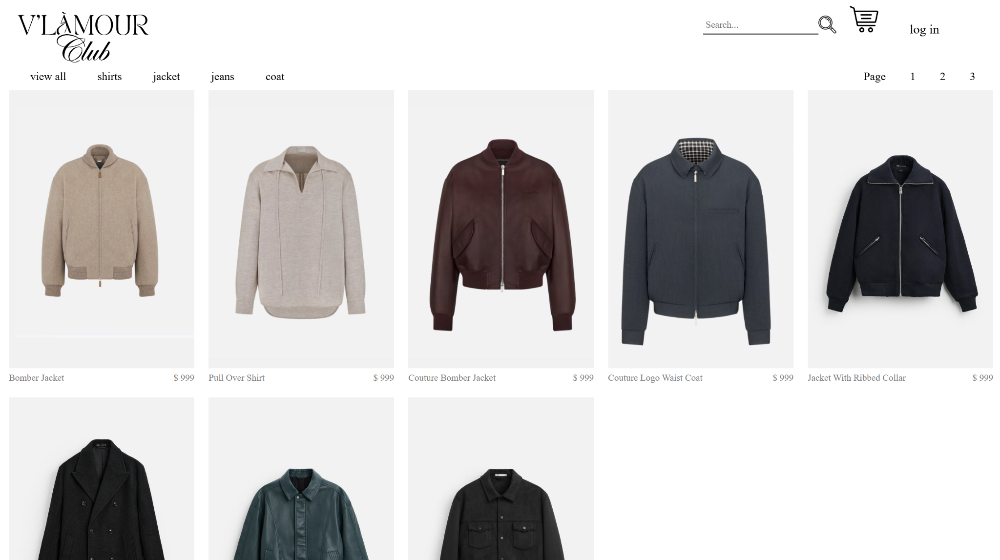 V'LÀMOUR
Club
Search...
log in
view all shirts jacket jeans coat
Page 1 2 3
Bomber Jacket $ 999
Pull Over Shirt $ 999
Couture Bomber Jacket $ 999
Couture Logo Waist Coat $ 999
Jacket With Ribbed Collar $ 999